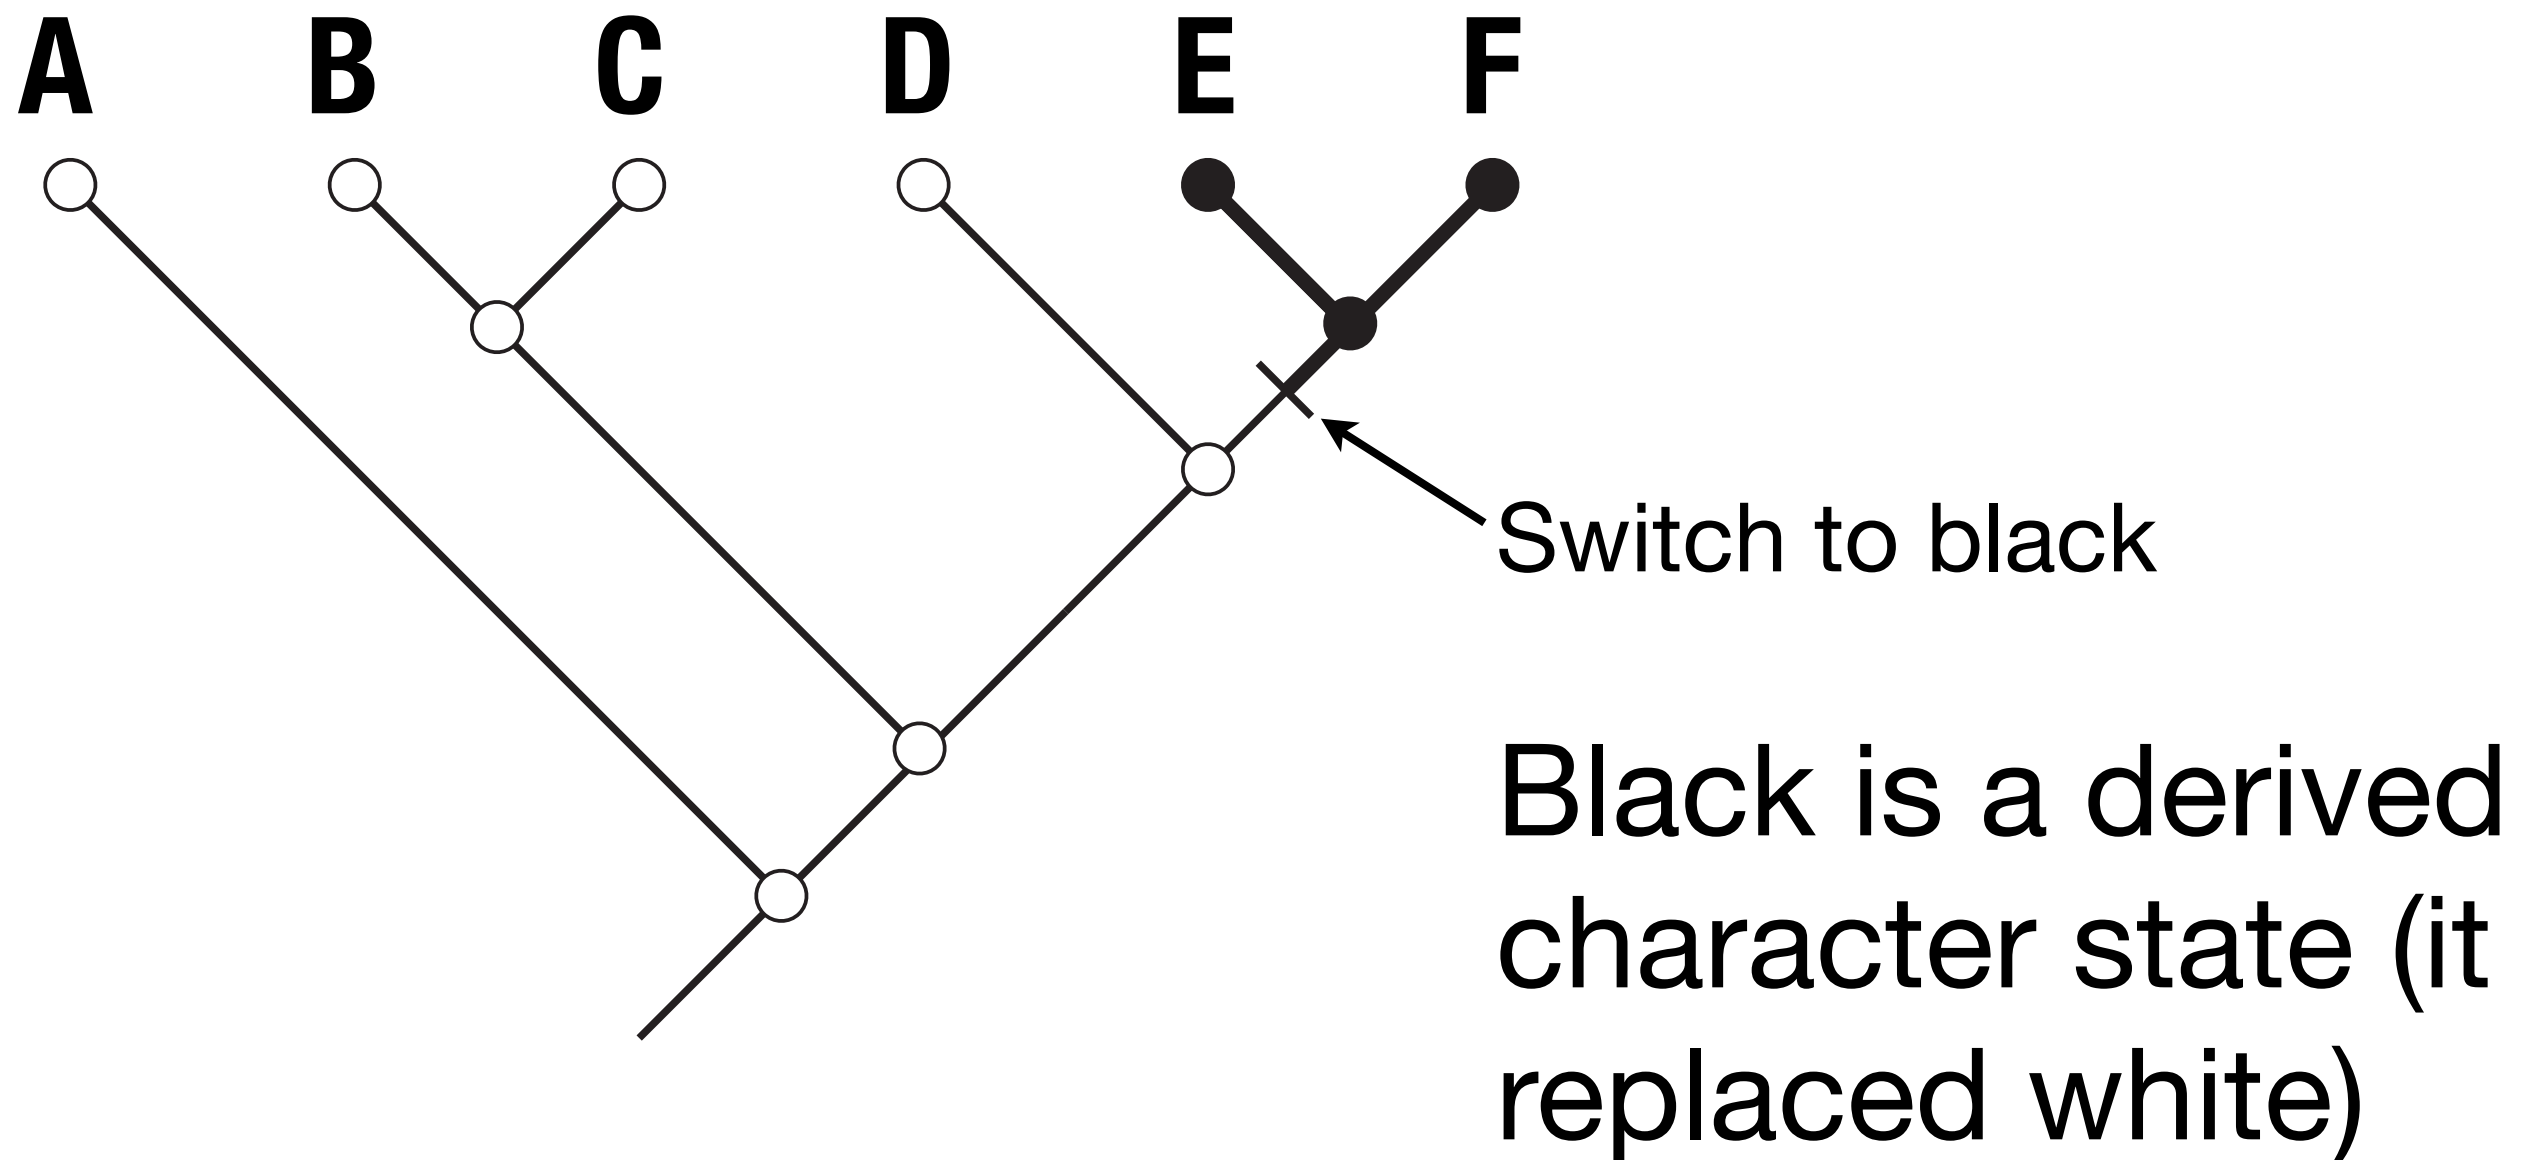 A B C D E F
Switch to black
Black is a derived
character state (it
replaced white)